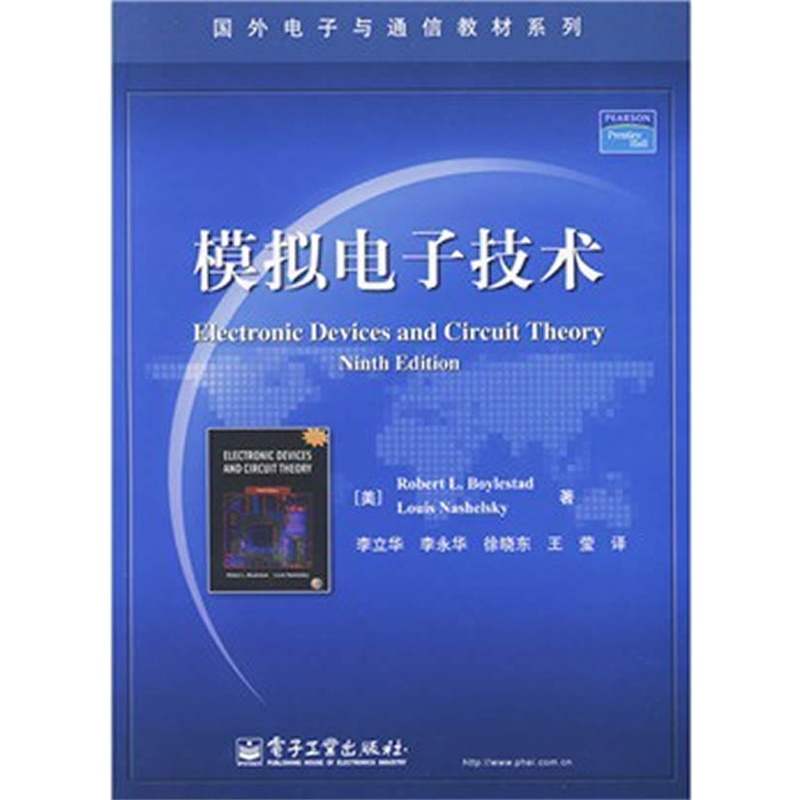 国外电子与通信教材系列
PEARSON
Prentice
Hall
模拟电子技术
Electronic Devices and Circuit Theory
Ninth Edition
ELECTRONIC DEVICES
AND CIRCUIT THEORY
[美] Robert L. Boylestad
Louis Nashelsky 著
李立华 李永华 徐晓东 王莹 译
电子工业出版社
PUBLISHING HOUSE OF ELECTRONICS INDUSTRY
http://www.phei.com.cn